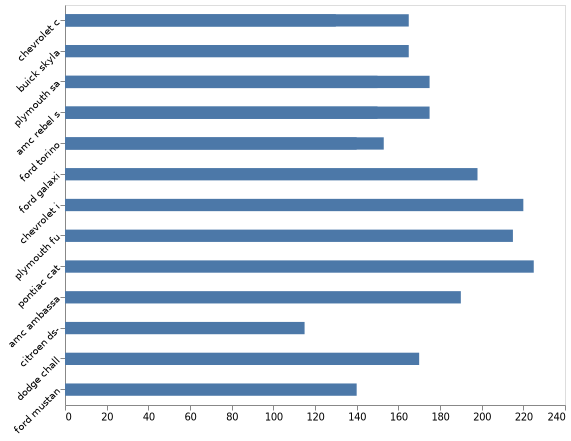 chevrolet c
buick skyla
plymouth sa
amc rebel s
ford torino
ford galaxi
chevrolet i
plymouth fu
pontiac cat
amc ambassa
citroen ds-
dodge chall
ford mustan
0 20 40 60 80 100 120 140 160 180 200 220 240